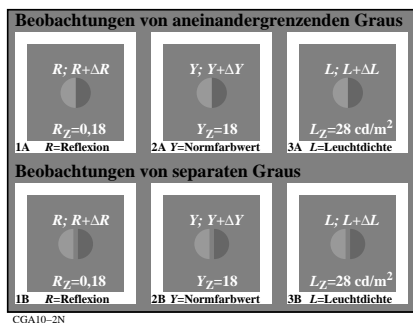 Beobachtungen von aneinandergrenzenden Graus
R; R+ΔR Y; Y+ΔY L; L+ΔL
R_Z=0,18 Y_Z=18 L_Z=28 cd/m²
1A R=Reflexion 2A Y=Normfarbwert 3A L=Leuchtdichte
Beobachtungen von separaten Graus
R; R+ΔR Y; Y+ΔY L; L+ΔL
R_Z=0,18 Y_Z=18 L_Z=28 cd/m²
1B R=Reflexion 2B Y=Normfarbwert 3B L=Leuchtdichte
CGA10−2N